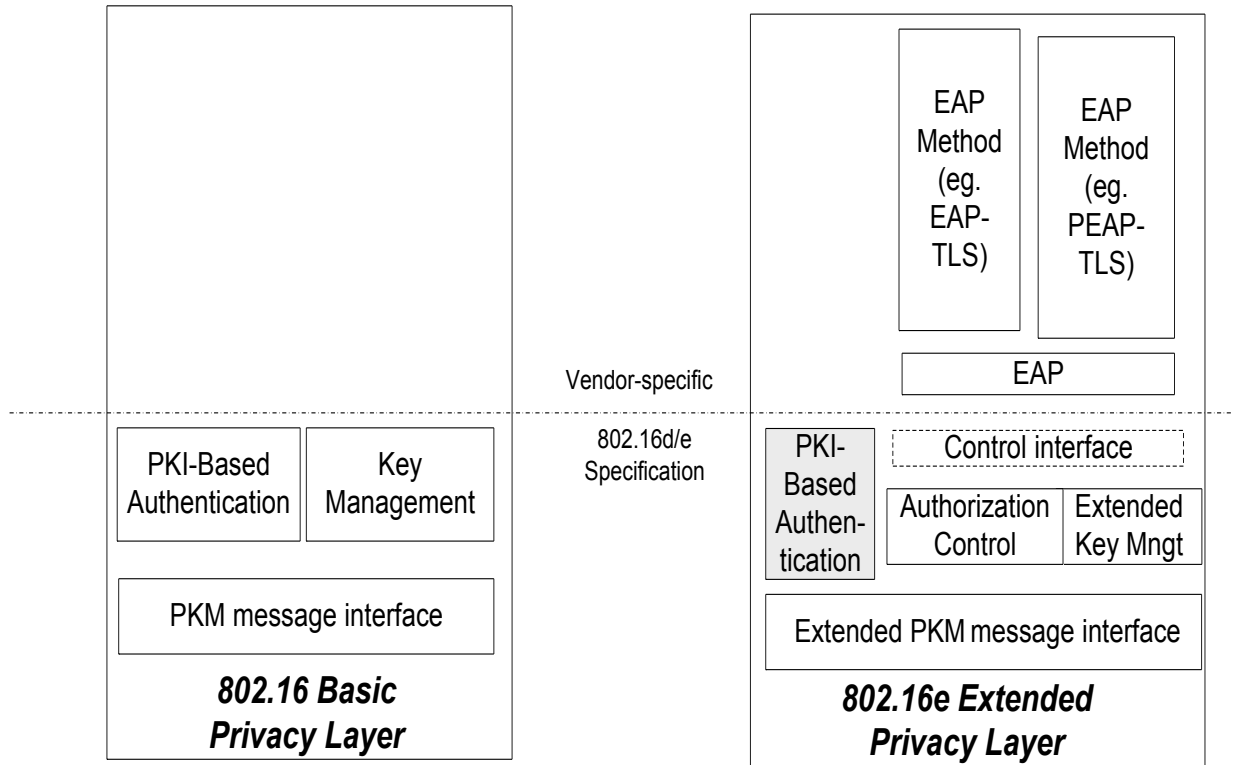 PKI-Based
Authentication
Key
Management
PKM message interface
802.16 Basic
Privacy Layer
Vendor-specific
802.16d/e
Specification
EAP
Method
(eg.
EAP-
TLS)
EAP
Method
(eg.
PEAP-
TLS)
EAP
PKI-
Based
Authen-
tication
Control interface
Authorization
Control
Extended
Key Mngt
Extended PKM message interface
802.16e Extended
Privacy Layer